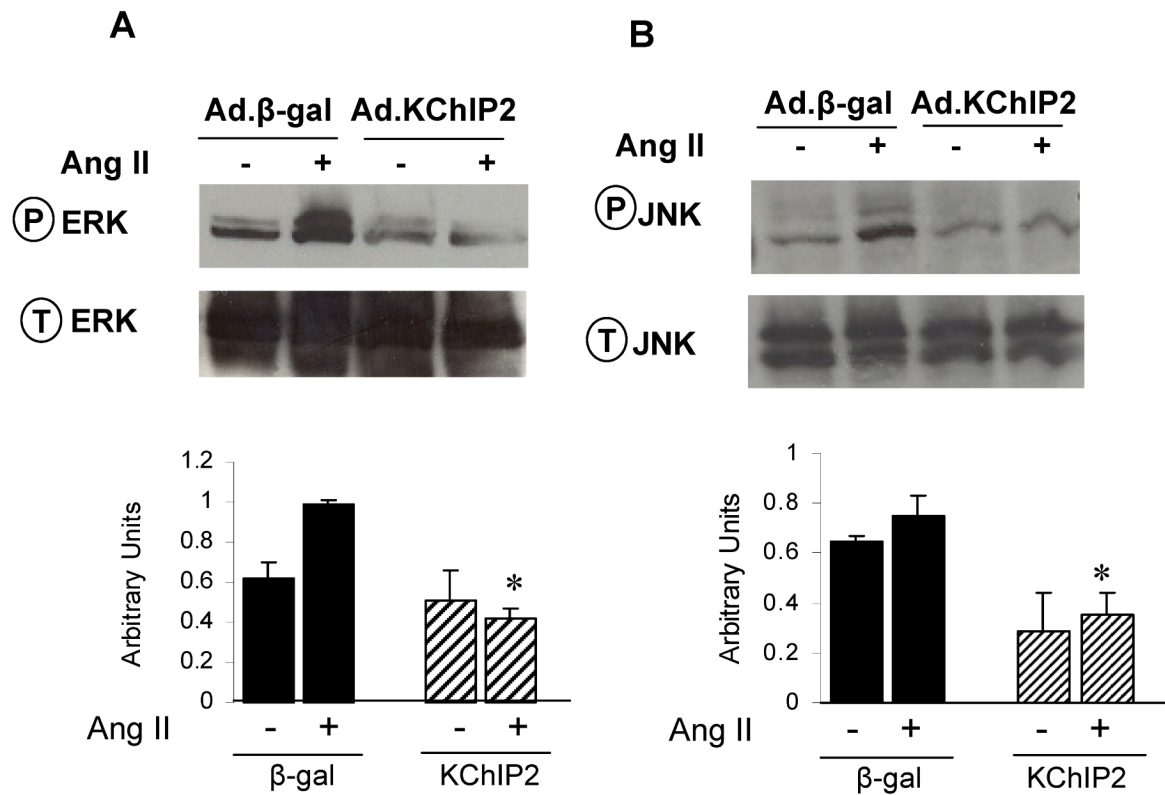 A
Ad.β-gal Ad.KChIP2
Ang II - + - +
P ERK
T ERK
1.2
1
0.8
0.6
0.4
0.2
0
Arbitrary Units
*
Ang II - + - +
β-gal KChIP2
B
Ad.β-gal Ad.KChIP2
Ang II - + - +
P JNK
T JNK
1
0.8
0.6
0.4
0.2
0
Arbitrary Units
*
Ang II - + - +
β-gal KChIP2